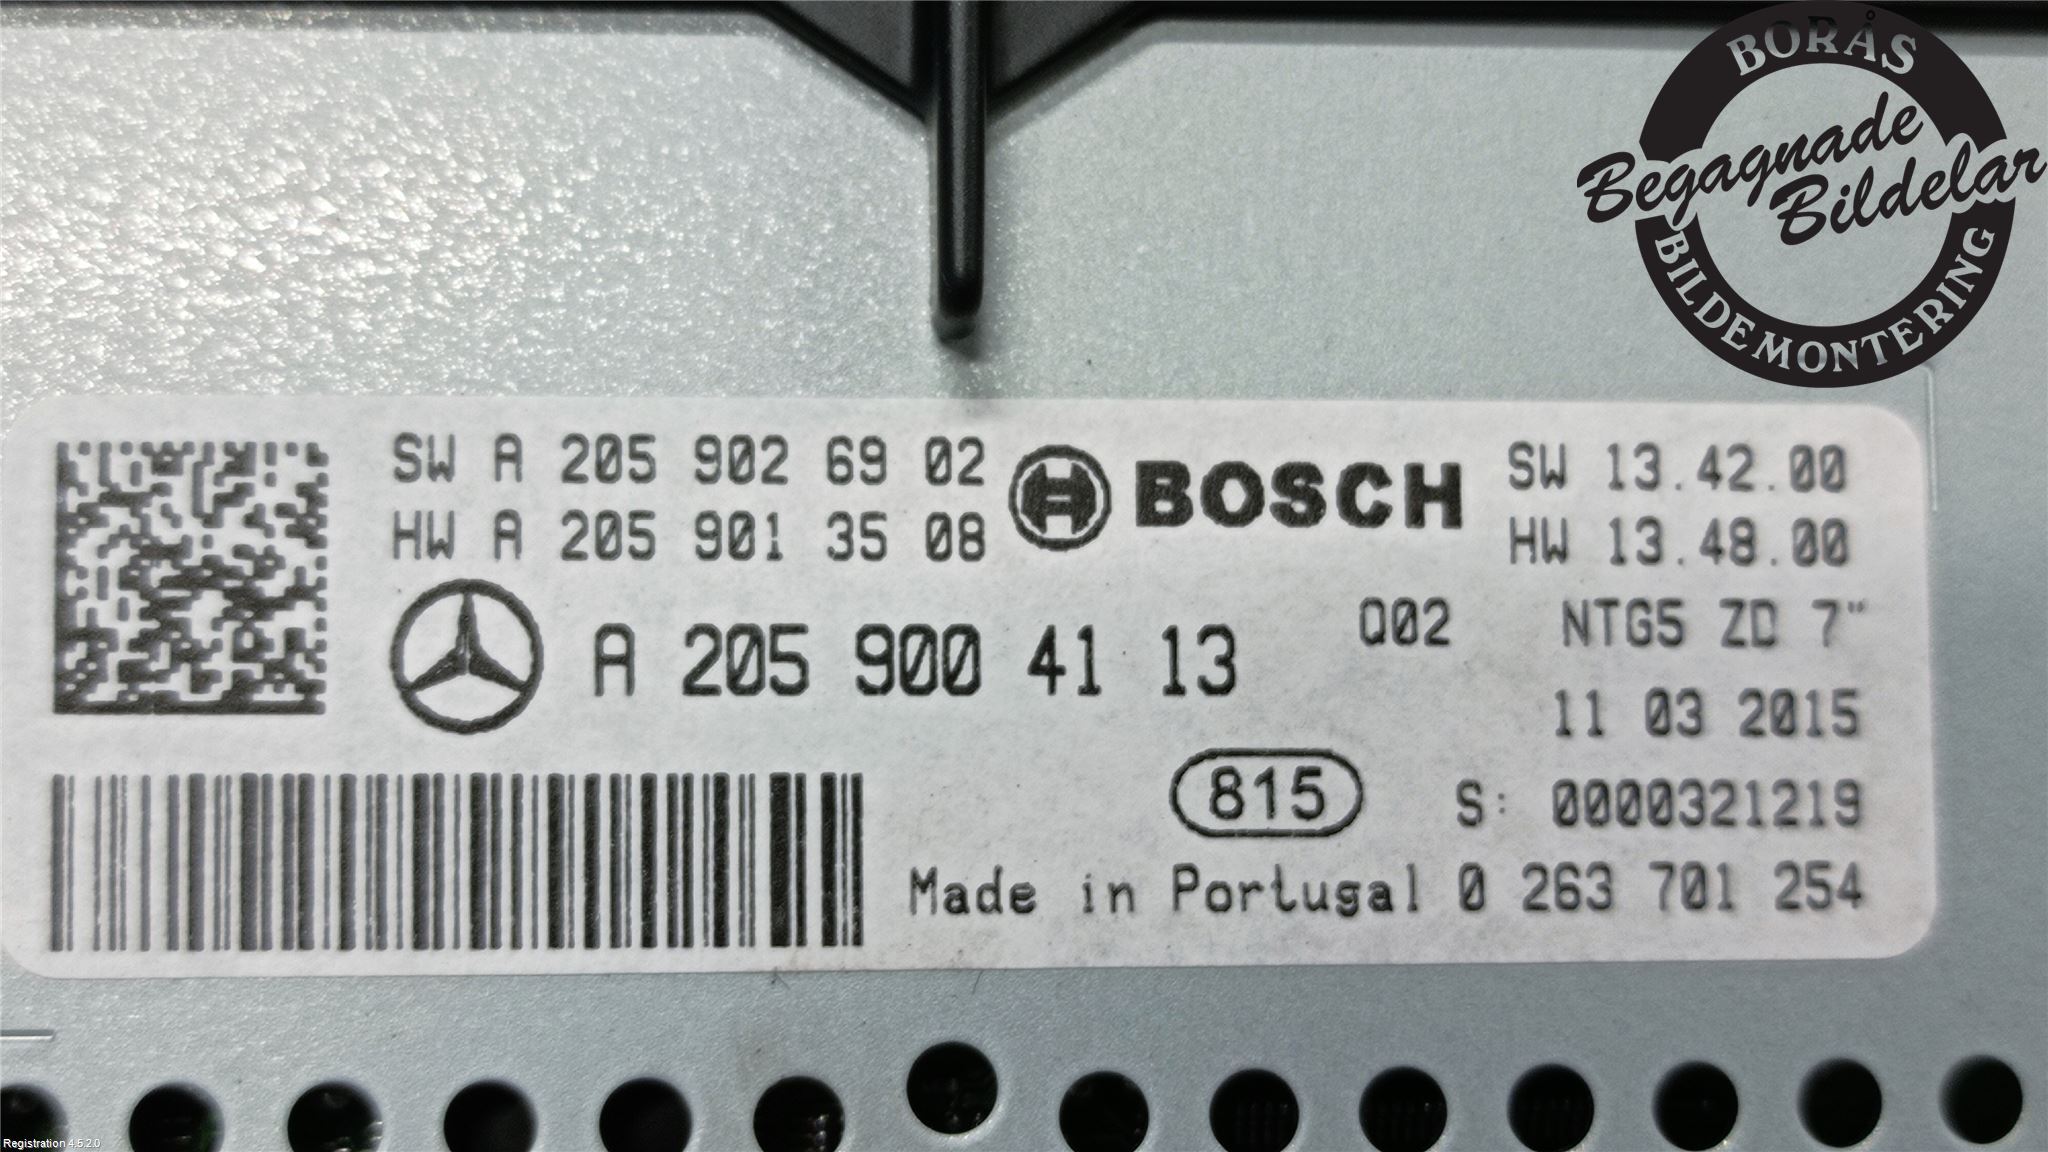 BORÅS
Begagnade
Bildelar
BILDEMONTERING
SW A 205 902 69 02
HW A 205 901 35 08
BOSCH
SW 13.42.00
HW 13.48.00
A 205 900 41 13
Q02
NTG5 ZD 7"
11 03 2015
815
S: 0000321219
Made in Portugal 0 263 701 254
Registration 4.5.2.0